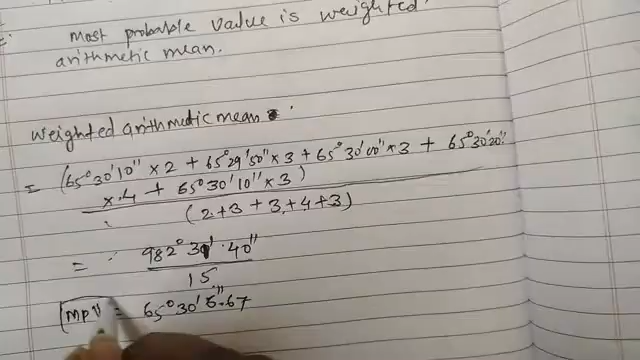 Most probable value is weighted
arithmetic mean.
weighted arithmetic mean :
= (65°30'10" × 2 + 65°29'50" × 3 + 65°30'00" × 3 + 65°30'20"
× 4 + 65°30'10" × 3)
(2+3+3+4+3)
= 982°31'40"
15
MPV = 65°30'6.67"